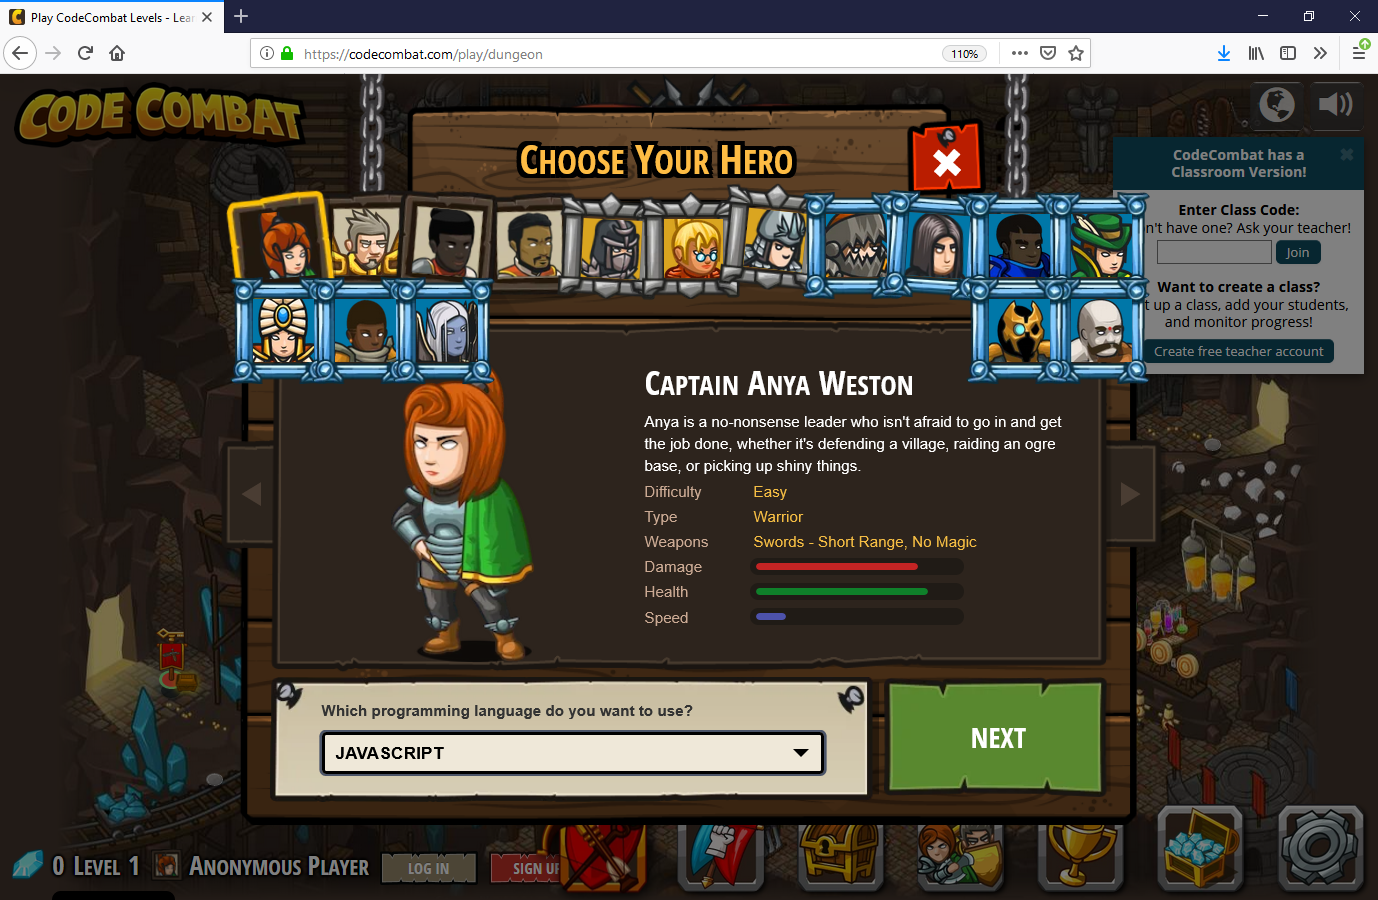 Play CodeCombat Levels - Lear
https://codecombat.com/play/dungeon
110%
CODE COMBAT
CHOOSE YOUR HERO
CodeCombat has a
Classroom Version!
Enter Class Code:
n't have one? Ask your teacher!
Join
Want to create a class?
t up a class, add your students,
and monitor progress!
Create free teacher account
CAPTAIN ANYA WESTON
Anya is a no-nonsense leader who isn't afraid to go in and get
the job done, whether it's defending a village, raiding an ogre
base, or picking up shiny things.
Difficulty Easy
Type Warrior
Weapons Swords - Short Range, No Magic
Damage
Health
Speed
Which programming language do you want to use?
JAVASCRIPT
NEXT
0 LEVEL 1 ANONYMOUS PLAYER LOG IN SIGN UP